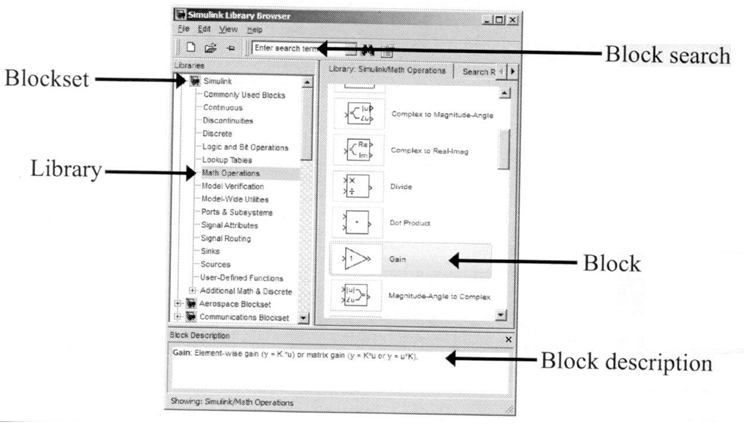 Simulink Library Browser
File Edit View Help
Enter search term
Block search
Libraries
Library: Simulink/Math Operations
Search R
Blockset
Simulink
Commonly Used Blocks
Continuous
Discontinuities
Discrete
Logic and Bit Operations
Lookup Tables
Library
Math Operations
Model Verification
Model-Wide Utilities
Ports & Subsystems
Signal Attributes
Signal Routing
Sinks
Sources
User-Defined Functions
Additional Math & Discrete
Aerospace Blockset
Communications Blockset
|u|
∠u
Complex to Magnitude-Angle
Re
Im
Complex to Real-Imag
×
÷
Divide
Dot Product
1
Gain
Block
|u|
∠u
Magnitude-Angle to Complex
Block Description
Gain: Element-wise gain (y = K.*u) or matrix gain (y = K*u or y = u*K).
Block description
Showing: Simulink/Math Operations